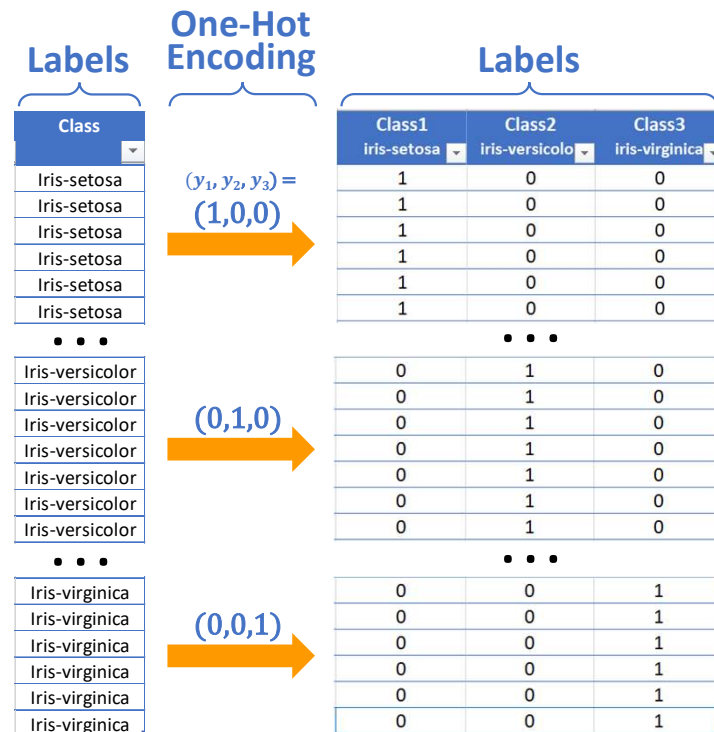 Labels
One-Hot
Encoding
Labels
Class
Class1 Class2 Class3
iris-setosa iris-versicolo iris-virginica
Iris-setosa (y₁, y₂, y₃) = 1 0 0
Iris-setosa (1,0,0) 1 0 0
Iris-setosa 1 0 0
Iris-setosa 1 0 0
Iris-setosa 1 0 0
Iris-setosa 1 0 0
• • • • • •
Iris-versicolor 0 1 0
Iris-versicolor 0 1 0
Iris-versicolor (0,1,0) 0 1 0
Iris-versicolor 0 1 0
Iris-versicolor 0 1 0
Iris-versicolor 0 1 0
Iris-versicolor 0 1 0
• • • • • •
Iris-virginica 0 0 1
Iris-virginica (0,0,1) 0 0 1
Iris-virginica 0 0 1
Iris-virginica 0 0 1
Iris-virginica 0 0 1
Iris-virginica 0 0 1